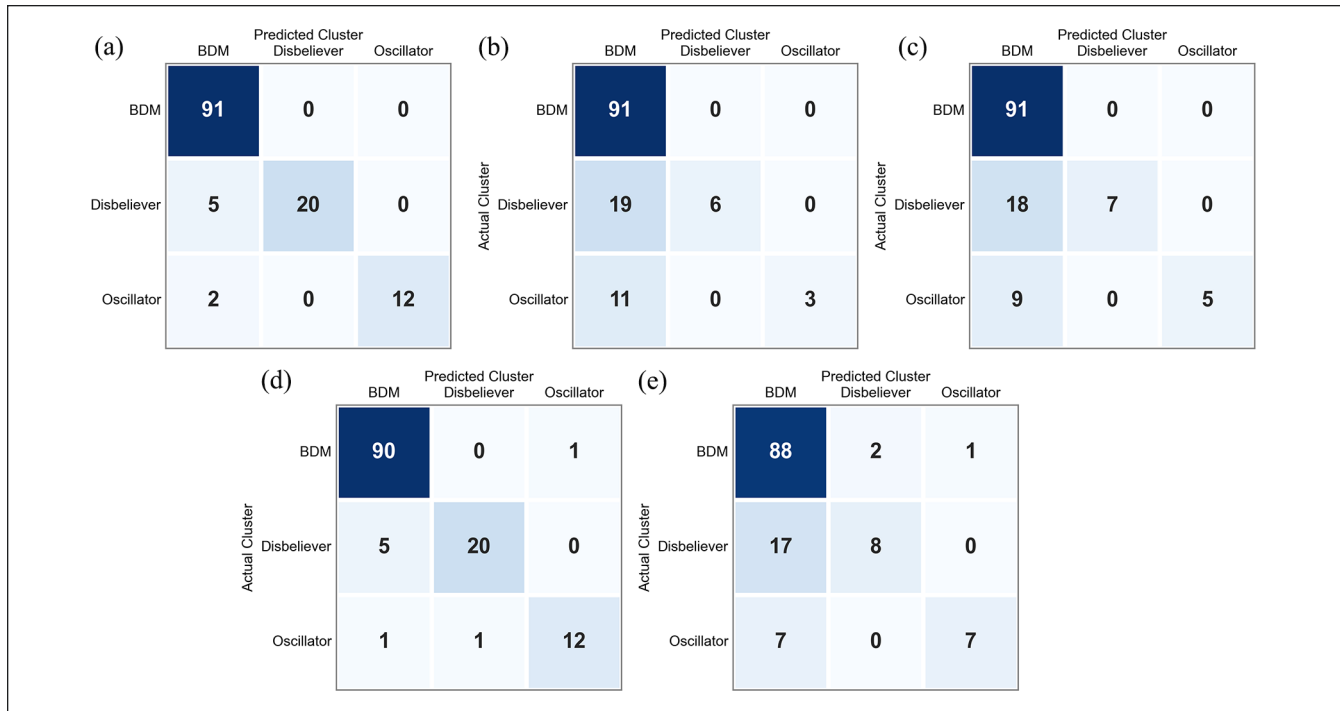 (a)
Predicted Cluster
BDM Disbeliever Oscillator
BDM 91 0 0
Disbeliever 5 20 0
Oscillator 2 0 12
(b)
Predicted Cluster
BDM Disbeliever Oscillator
Actual Cluster
BDM 91 0 0
Disbeliever 19 6 0
Oscillator 11 0 3
(c)
Predicted Cluster
BDM Disbeliever Oscillator
Actual Cluster
BDM 91 0 0
Disbeliever 18 7 0
Oscillator 9 0 5
(d)
Predicted Cluster
BDM Disbeliever Oscillator
Actual Cluster
BDM 90 0 1
Disbeliever 5 20 0
Oscillator 1 1 12
(e)
Predicted Cluster
BDM Disbeliever Oscillator
Actual Cluster
BDM 88 2 1
Disbeliever 17 8 0
Oscillator 7 0 7